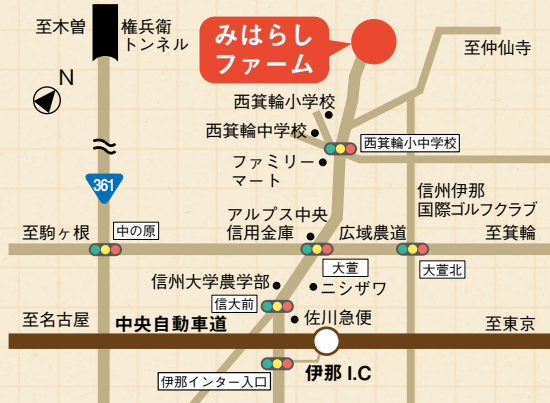 至木曽
権兵衛
トンネル
みはらし
ファーム
至仲仙寺
N
西箕輪小学校
西箕輪中学校
西箕輪小中学校
ファミリー
マート
361
信州伊那
国際ゴルフクラブ
アルプス中央
信用金庫
広域農道
至駒ヶ根
中の原
至箕輪
大萱
大萱北
信州大学農学部
ニシザワ
信大前
佐川急便
至名古屋
中央自動車道
至東京
伊那インター入口
伊那 I.C